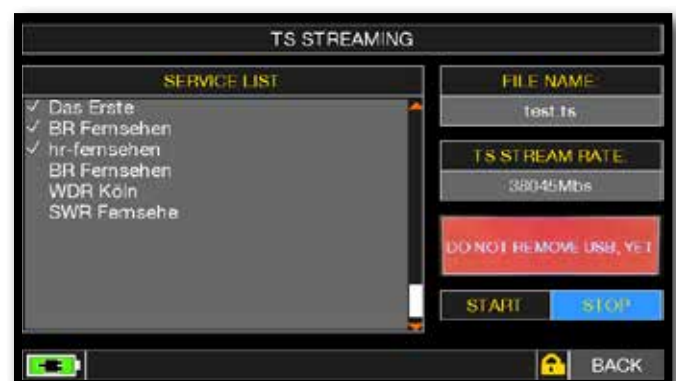 TS STREAMING
SERVICE LIST
✓ Das Erste
✓ BR Fernsehen
✓ hr-fernsehen
BR Fernsehen
WDR Köln
SWR Fernsehe
FILE NAME:
test.ts
TS STREAM RATE:
38045Mbs
DO NOT REMOVE USB, YET
START
STOP
BACK